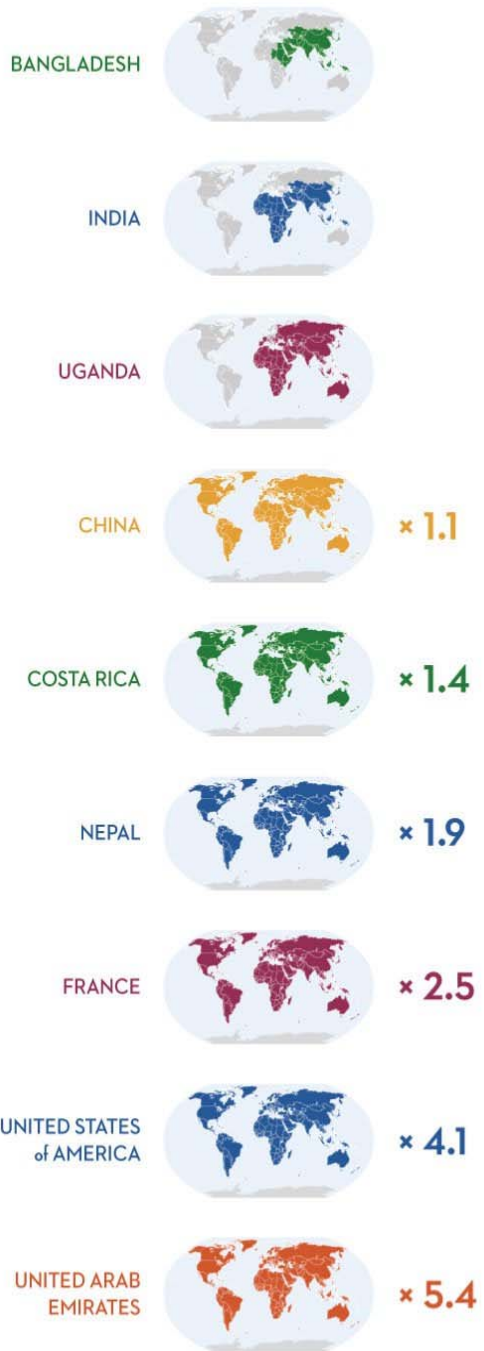 BANGLADESH
INDIA
UGANDA
CHINA
× 1.1
COSTA RICA
× 1.4
NEPAL
× 1.9
FRANCE
× 2.5
UNITED STATES
of AMERICA
× 4.1
UNITED ARAB
EMIRATES
× 5.4